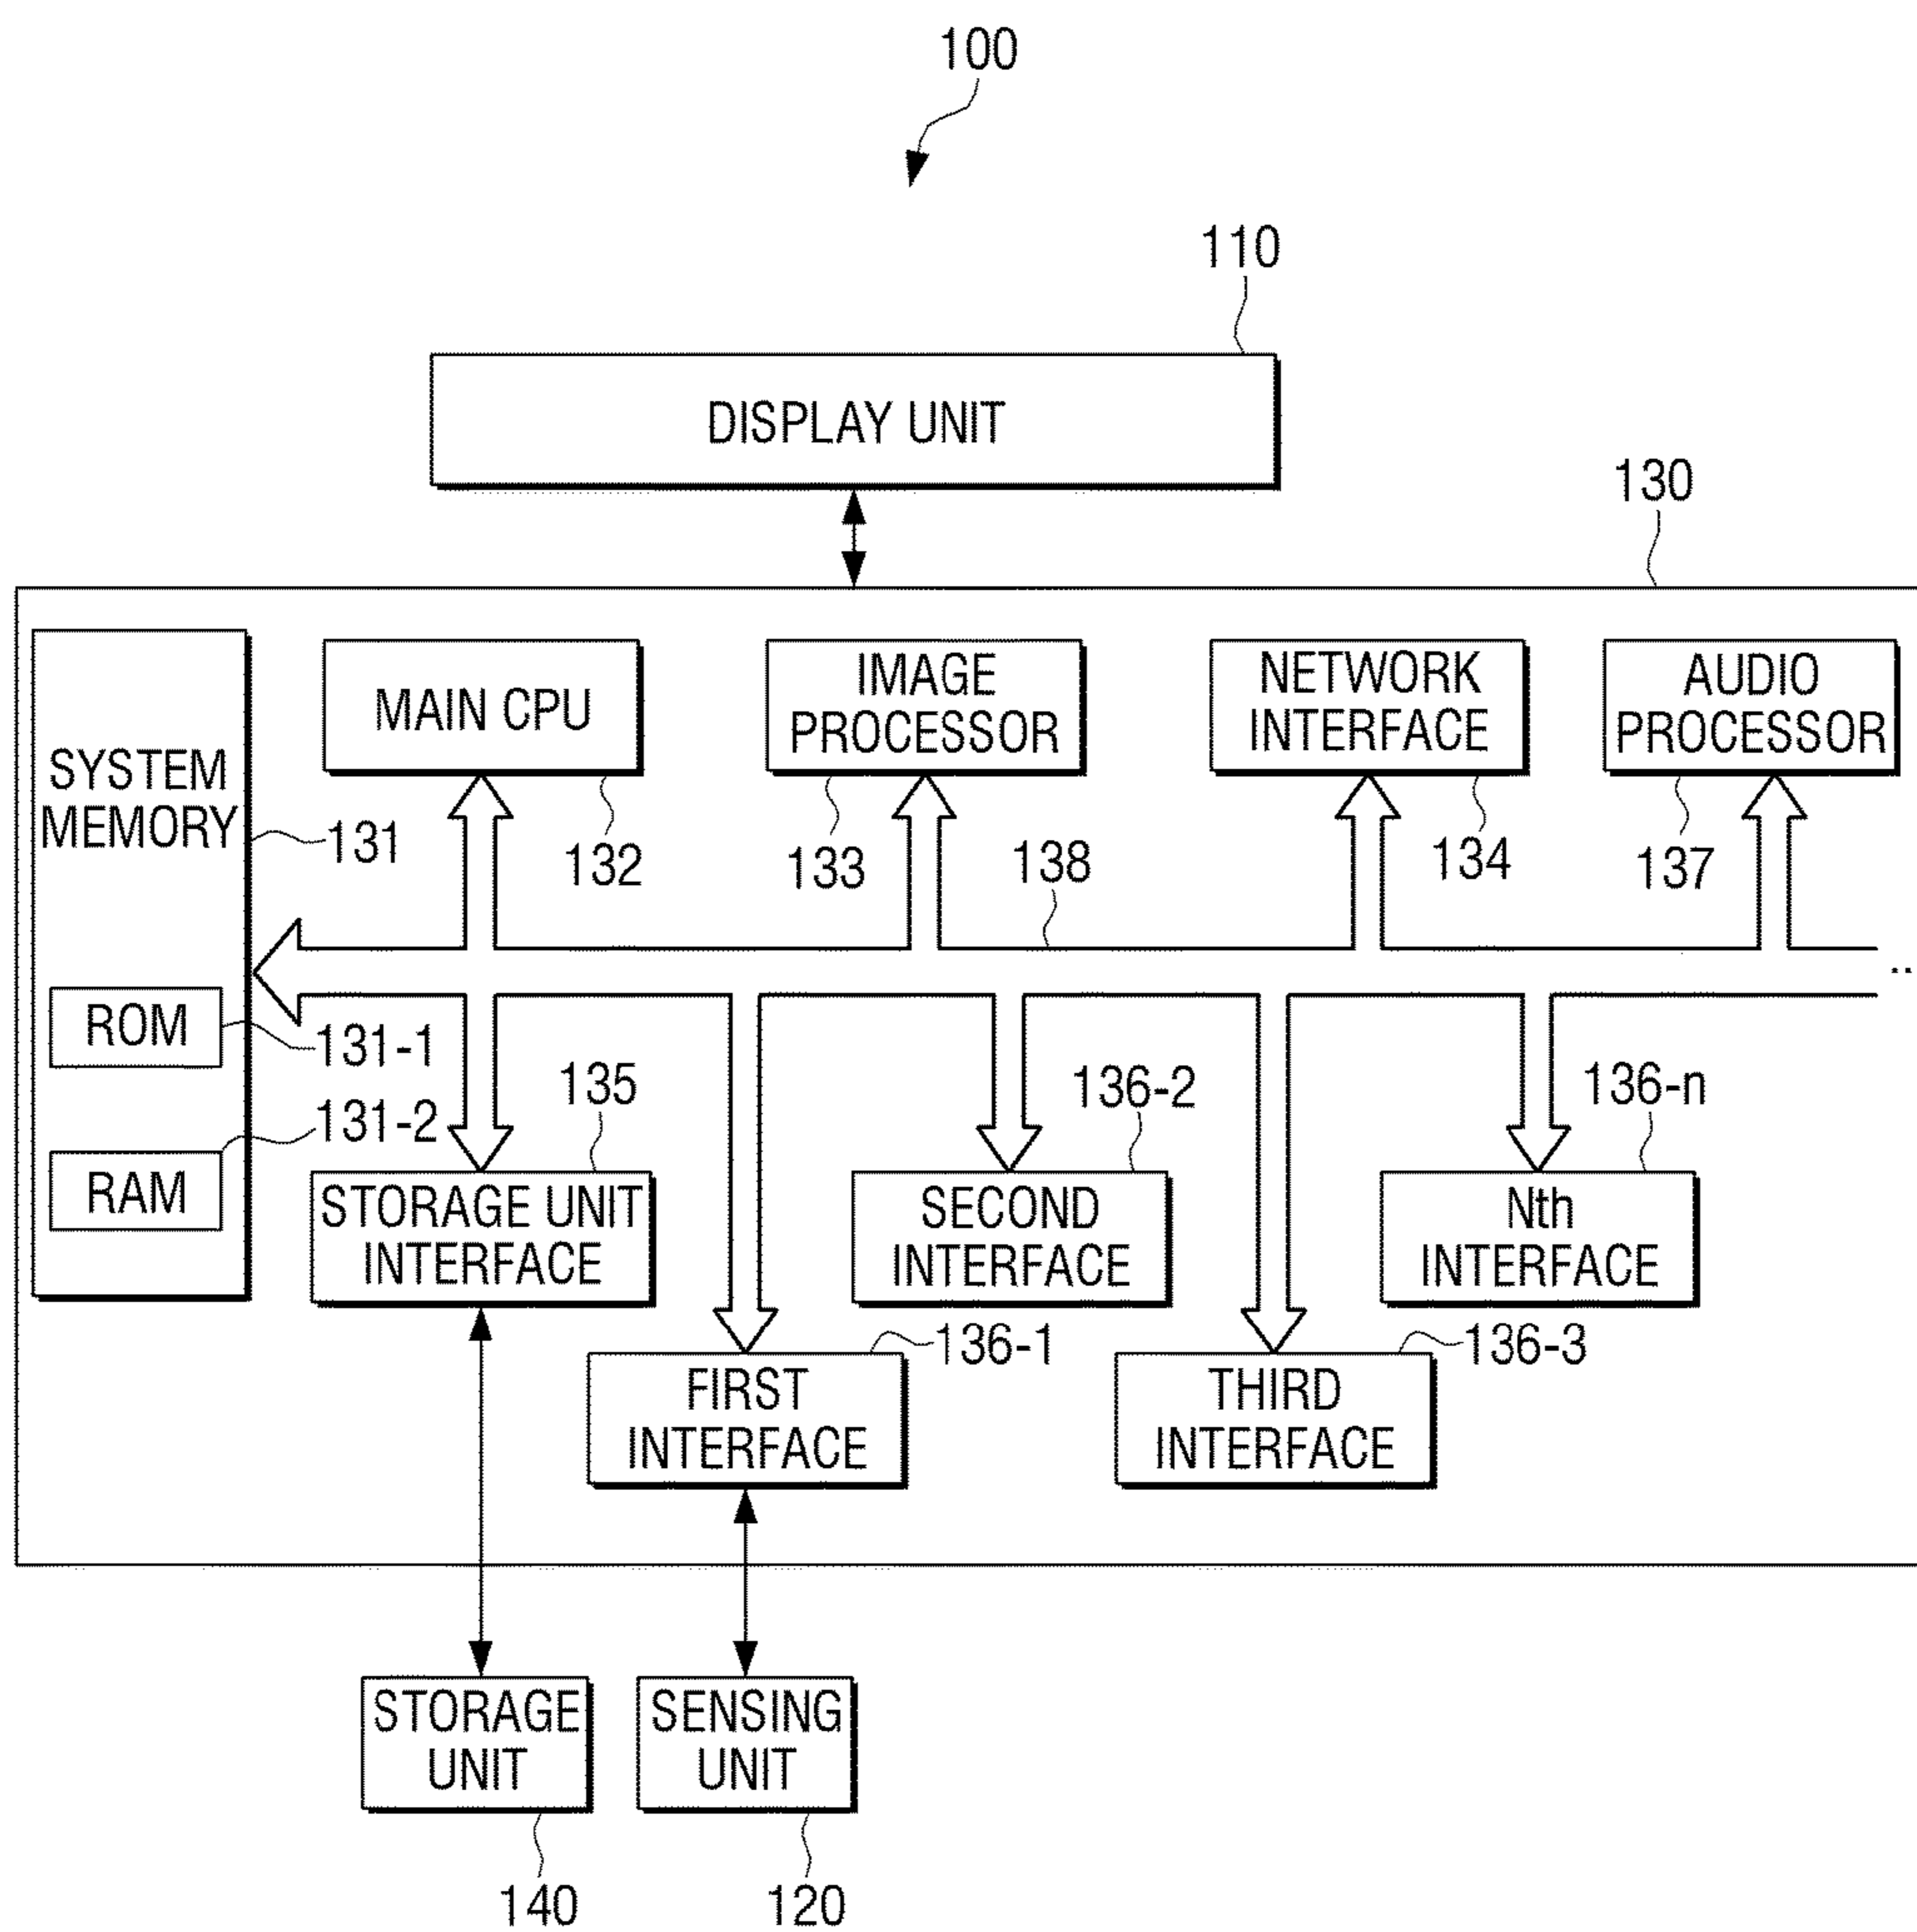 100
110
DISPLAY UNIT
130
MAIN CPU
IMAGE
PROCESSOR
NETWORK
INTERFACE
AUDIO
PROCESSOR
SYSTEM
MEMORY
131
132
133
138
134
137
..
ROM
131-1
131-2
RAM
135
136-2
136-n
STORAGE UNIT
INTERFACE
SECOND
INTERFACE
Nth
INTERFACE
136-1
136-3
FIRST
INTERFACE
THIRD
INTERFACE
STORAGE
UNIT
SENSING
UNIT
140
120